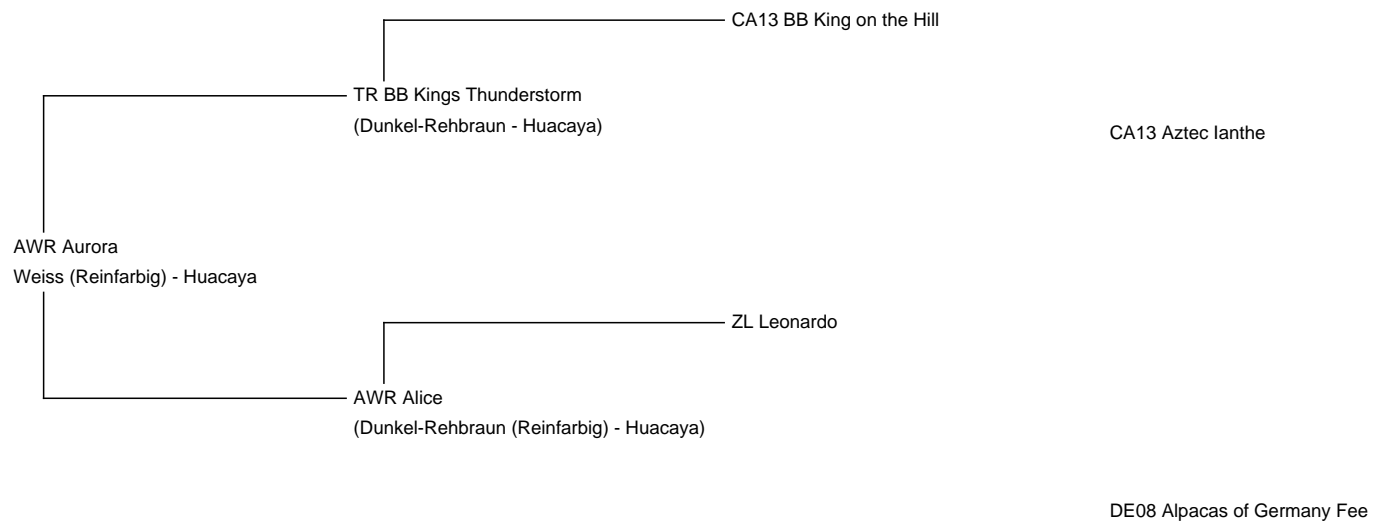 CA13 BB King on the Hill
TR BB Kings Thunderstorm
(Dunkel-Rehbraun - Huacaya)
CA13 Aztec Ianthe
AWR Aurora
Weiss (Reinfarbig) - Huacaya
ZL Leonardo
AWR Alice
(Dunkel-Rehbraun (Reinfarbig) - Huacaya)
DE08 Alpacas of Germany Fee